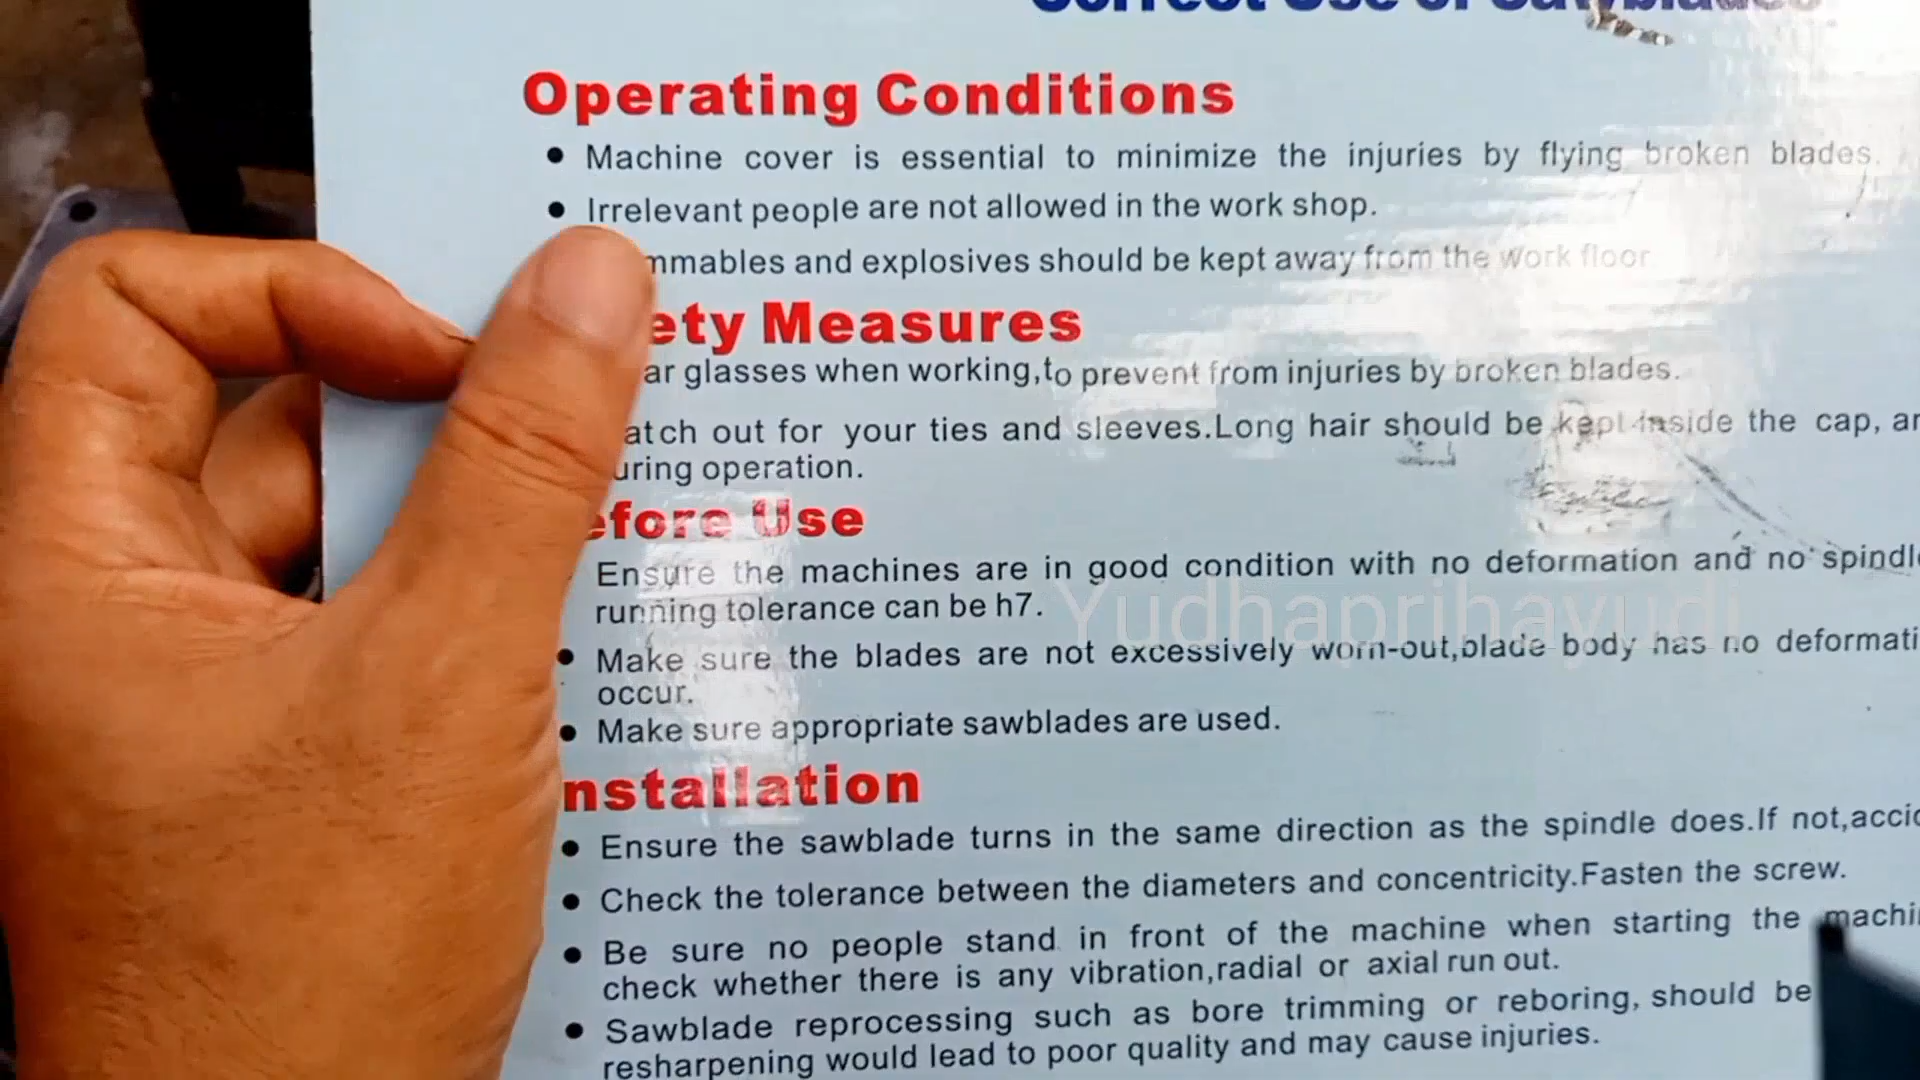 Correct Use of Sawblades
Operating Conditions
● Machine cover is essential to minimize the injuries by flying broken blades.
● Irrelevant people are not allowed in the work shop.
mmables and explosives should be kept away from the work floor
ety Measures
ar glasses when working,to prevent from injuries by broken blades.
atch out for your ties and sleeves.Long hair should be kept inside the cap, ar
uring operation.
efore Use
Ensure the machines are in good condition with no deformation and no spindle
running tolerance can be h7.
Yudhaprihayudi
● Make sure the blades are not excessively worn-out,blade body has no deformati
occur.
● Make sure appropriate sawblades are used.
nstallation
● Ensure the sawblade turns in the same direction as the spindle does.If not,accid
● Check the tolerance between the diameters and concentricity.Fasten the screw.
● Be sure no people stand in front of the machine when starting the machi
check whether there is any vibration,radial or axial run out.
● Sawblade reprocessing such as bore trimming or reboring, should be
resharpening would lead to poor quality and may cause injuries.